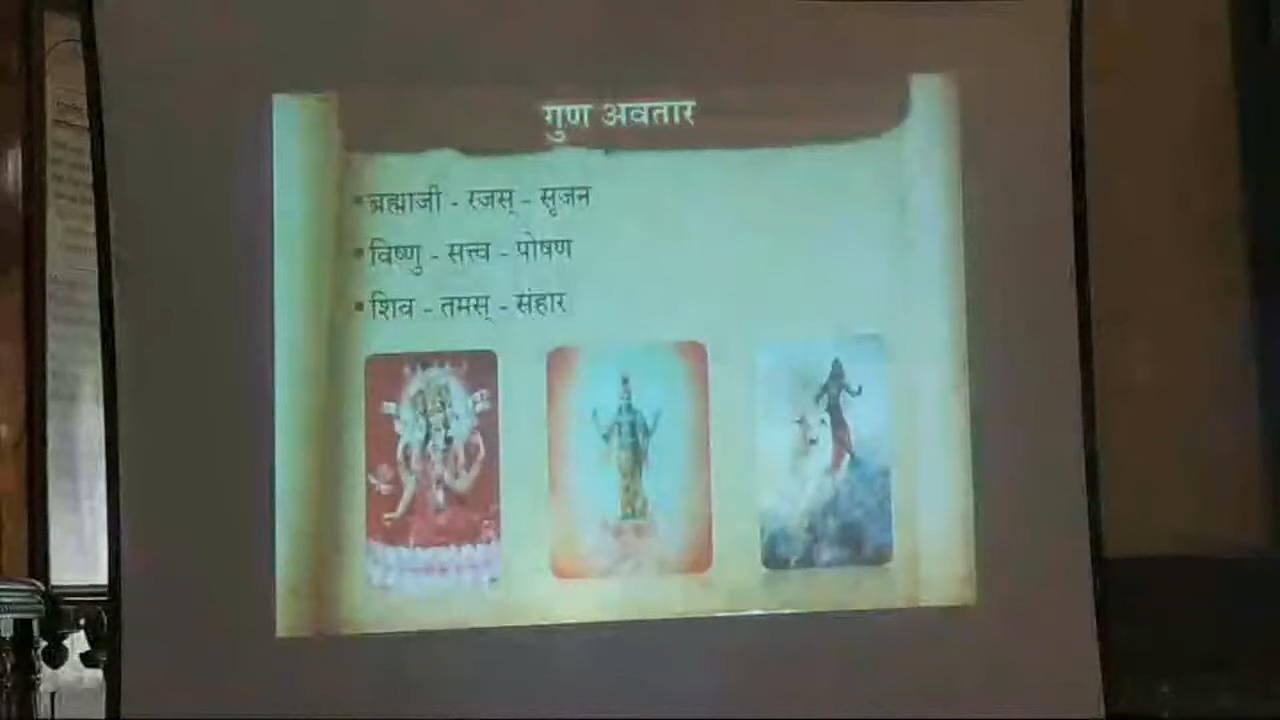 गुण अवतार
▪ब्रह्माजी - रजस् - सृजन
▪विष्णु - सत्त्व - पोषण
▪शिव - तमस् - संहार